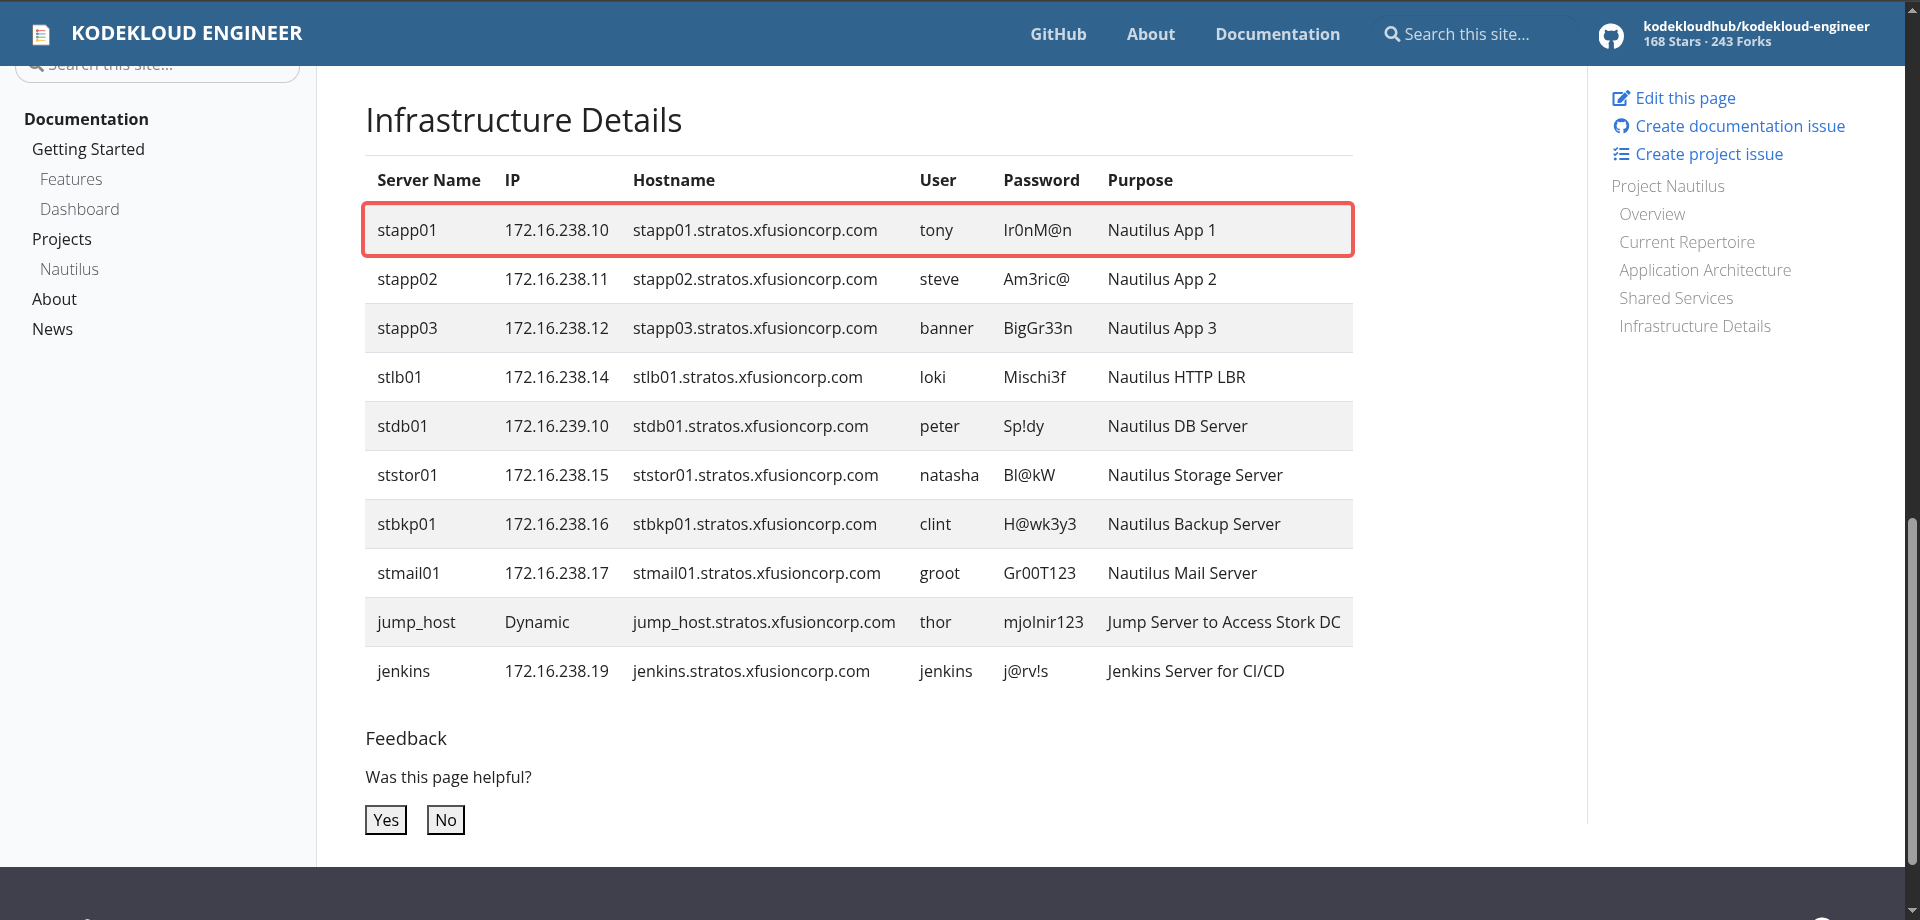 KODEKLOUD ENGINEER
GitHub About Documentation Search this site...
kodekloudhub/kodekloud-engineer
168 Stars · 243 Forks
Search this site...
Documentation
Getting Started
Features
Dashboard
Projects
Nautilus
About
News
Infrastructure Details
Server Name IP Hostname User Password Purpose
stapp01 172.16.238.10 stapp01.stratos.xfusioncorp.com tony Ir0nM@n Nautilus App 1
stapp02 172.16.238.11 stapp02.stratos.xfusioncorp.com steve Am3ric@ Nautilus App 2
stapp03 172.16.238.12 stapp03.stratos.xfusioncorp.com banner BigGr33n Nautilus App 3
stlb01 172.16.238.14 stlb01.stratos.xfusioncorp.com loki Mischi3f Nautilus HTTP LBR
stdb01 172.16.239.10 stdb01.stratos.xfusioncorp.com peter Sp!dy Nautilus DB Server
ststor01 172.16.238.15 ststor01.stratos.xfusioncorp.com natasha Bl@kW Nautilus Storage Server
stbkp01 172.16.238.16 stbkp01.stratos.xfusioncorp.com clint H@wk3y3 Nautilus Backup Server
stmail01 172.16.238.17 stmail01.stratos.xfusioncorp.com groot Gr00T123 Nautilus Mail Server
jump_host Dynamic jump_host.stratos.xfusioncorp.com thor mjolnir123 Jump Server to Access Stork DC
jenkins 172.16.238.19 jenkins.stratos.xfusioncorp.com jenkins j@rv!s Jenkins Server for CI/CD
Feedback
Was this page helpful?
Yes No
Edit this page
Create documentation issue
Create project issue
Project Nautilus
Overview
Current Repertoire
Application Architecture
Shared Services
Infrastructure Details